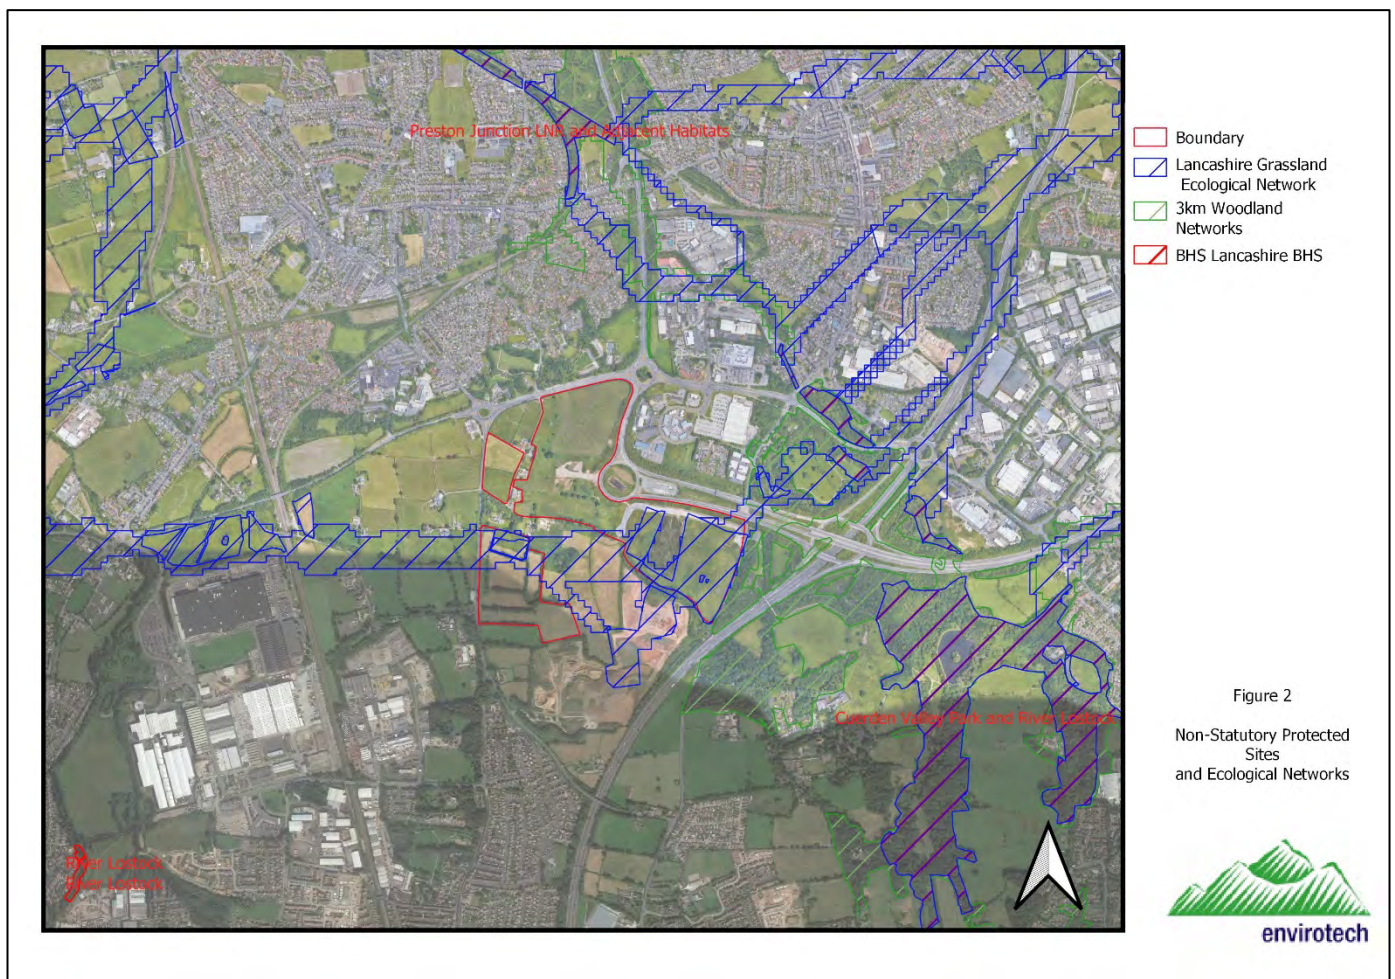 Preston Junction LNR and Adjacent Habitats
Cuerden Valley Park and River Lostock
River Lostock
River Lostock
Boundary
Lancashire Grassland
Ecological Network
3km Woodland
Networks
BHS Lancashire BHS
Figure 2
Non-Statutory Protected
Sites
and Ecological Networks
envirotech